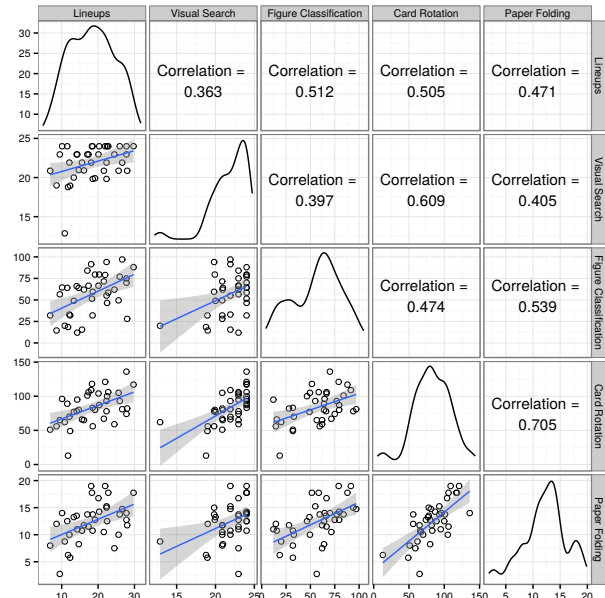 Lineups Visual Search Figure Classification Card Rotation Paper Folding
30
25
20
15
10
Correlation = 0.363
Correlation = 0.512
Correlation = 0.505
Correlation = 0.471
Lineups
25
20
15
Correlation = 0.397
Correlation = 0.609
Correlation = 0.405
Visual Search
100
75
50
25
0
Correlation = 0.474
Correlation = 0.539
Figure Classification
150
100
50
0
Correlation = 0.705
Card Rotation
20
15
10
5
Paper Folding
10 20 30 15 20 25 0 25 50 75 100 0 50 100 150 5 10 15 20